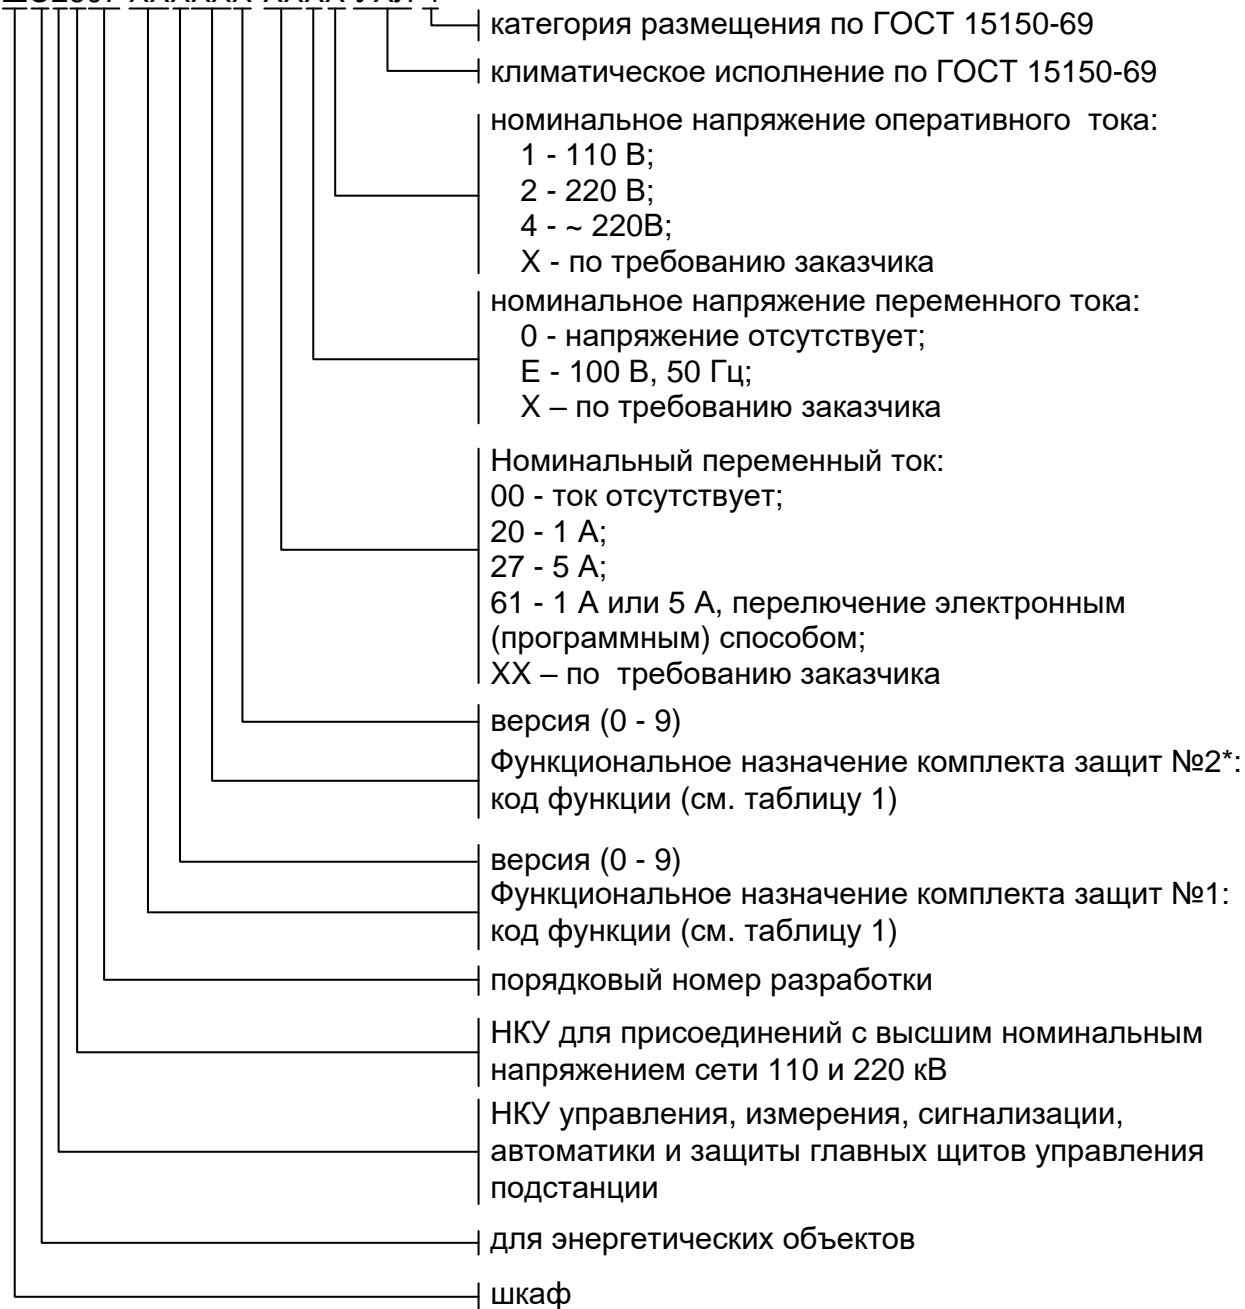 категория размещения по ГОСТ 15150-69
климатическое исполнение по ГОСТ 15150-69
номинальное напряжение оперативного тока:
1 - 110 В;
2 - 220 В;
4 - ~ 220В;
Х - по требованию заказчика
номинальное напряжение переменного тока:
0 - напряжение отсутствует;
Е - 100 В, 50 Гц;
Х – по требованию заказчика
Номинальный переменный ток:
00 - ток отсутствует;
20 - 1 А;
27 - 5 А;
61 - 1 А или 5 А, перелючение электронным
(программным) способом;
ХХ – по требованию заказчика
версия (0 - 9)
Функциональное назначение комплекта защит №2*:
код функции (см. таблицу 1)
версия (0 - 9)
Функциональное назначение комплекта защит №1:
код функции (см. таблицу 1)
порядковый номер разработки
НКУ для присоединений с высшим номинальным
напряжением сети 110 и 220 кВ
НКУ управления, измерения, сигнализации,
автоматики и защиты главных щитов управления
подстанции
для энергетических объектов
шкаф